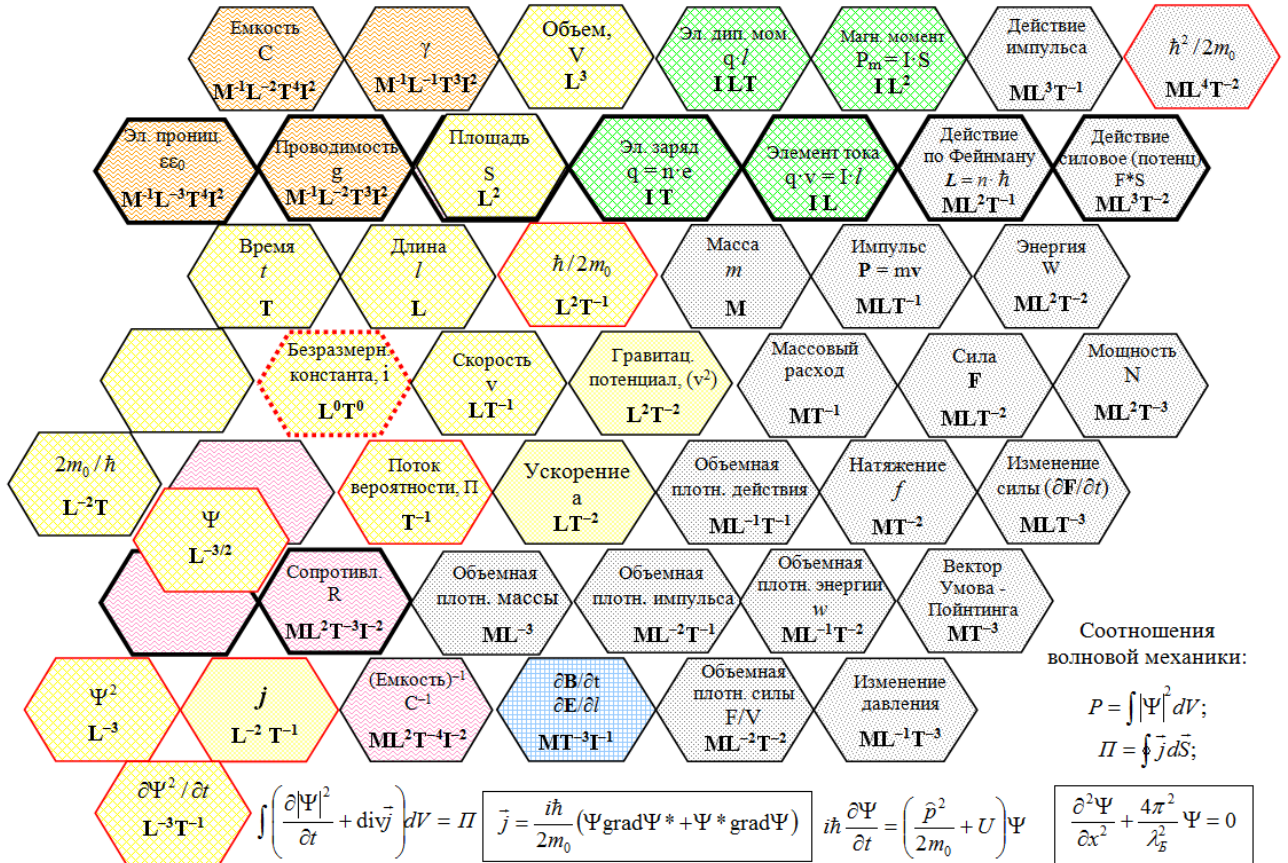 Емкость
C
M⁻¹L⁻²T⁴I²
γ
M⁻¹L⁻¹T³I²
Объем,
V
L³
Эл. дип. мом.
q·l
I LT
Магн. момент
Pₘ = I·S
I L²
Действие
импульса
ML³T⁻¹
ħ² / 2m₀
ML⁴T⁻²
Эл. прониц.
εε₀
M⁻¹L⁻³T⁴I²
Проводимость
g
M⁻¹L⁻²T³I²
Площадь
S
L²
Эл. заряд
q = n·e
I T
Элемент тока
q·v = I·l
I L
Действие
по Фейнману
L = n· ħ
ML²T⁻¹
Действие
силовое (потенц)
F*S
ML³T⁻²
Время
t
T
Длина
l
L
ħ / 2m₀
L²T⁻¹
Масса
m
M
Импульс
P = mv
MLT⁻¹
Энергия
W
ML²T⁻²
Безразмерн.
константа, i
L⁰T⁰
Скорость
v
LT⁻¹
Гравитац.
потенциал, (v²)
L²T⁻²
Массовый
расход
MT⁻¹
Сила
F
MLT⁻²
Мощность
N
ML²T⁻³
2m₀ / ħ
L⁻²T
Поток
вероятности, П
T⁻¹
Ускорение
a
LT⁻²
Объемная
плотн. действия
ML⁻¹T⁻¹
Натяжение
f
MT⁻²
Изменение
силы (∂F/∂t)
MLT⁻³
Ψ
L⁻³ᐟ²
Сопротивл.
R
ML²T⁻³I⁻²
Объемная
плотн. массы
ML⁻³
Объемная
плотн. импульса
ML⁻²T⁻¹
Объемная
плотн. энергии
w
ML⁻¹T⁻²
Вектор
Умова -
Пойнтинга
MT⁻³
Ψ²
L⁻³
j
L⁻² T⁻¹
(Емкость)⁻¹
C⁻¹
ML²T⁻⁴I⁻²
∂B/∂t
∂E/∂l
MT⁻³I⁻¹
Объемная
плотн. силы
F/V
ML⁻²T⁻²
Изменение
давления
ML⁻¹T⁻³
Соотношения
волновой механики:
P = ∫|Ψ|² dV;
П = ∮ j⃗dS⃗;
∂Ψ² / ∂t
L⁻³T⁻¹
∫(∂|Ψ|²/∂t + divj⃗)dV = П
j⃗ = iħ/2m₀ (ΨgradΨ* + Ψ* gradΨ)
iħ ∂Ψ/∂t = (p̂²/2m₀ + U)Ψ
∂²Ψ/∂x² + 4π²/λ_Б² Ψ = 0